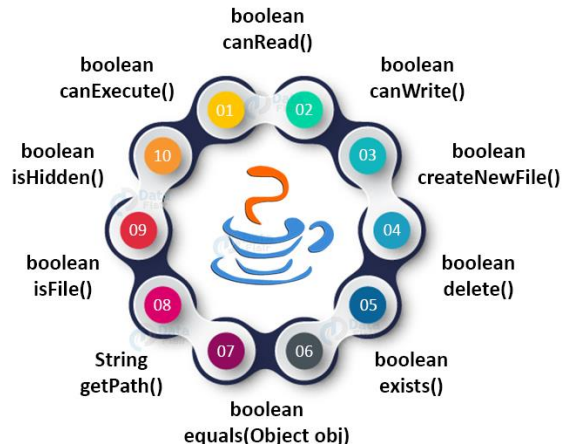 boolean
canRead()
boolean
canExecute()
boolean
canWrite()
01
02
10
03
boolean
isHidden()
boolean
createNewFile()
09
04
boolean
isFile()
boolean
delete()
08
05
07
06
String
getPath()
boolean
exists()
boolean
equals(Object obj)